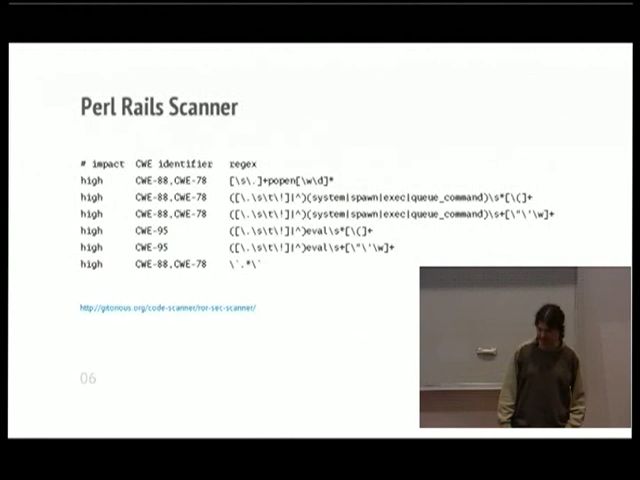 Perl Rails Scanner
# impact CWE identifier regex
high CWE-88,CWE-78 [\s\.]+popen[\w\d]*
high CWE-88,CWE-78 ([\.\s\t\!]|^)(system|spawn|exec|queue_command)\s*[\(]+
high CWE-88,CWE-78 ([\.\s\t\!]|^)(system|spawn|exec|queue_command)\s+[\"\'\w]+
high CWE-95 ([\.\s\t\!]|^)eval\s*[\(]+
high CWE-95 ([\.\s\t\!]|^)eval\s+[\"\'\w]+
high CWE-88,CWE-78 \`.*\`
http://gitorious.org/code-scanner/ror-sec-scanner/
06